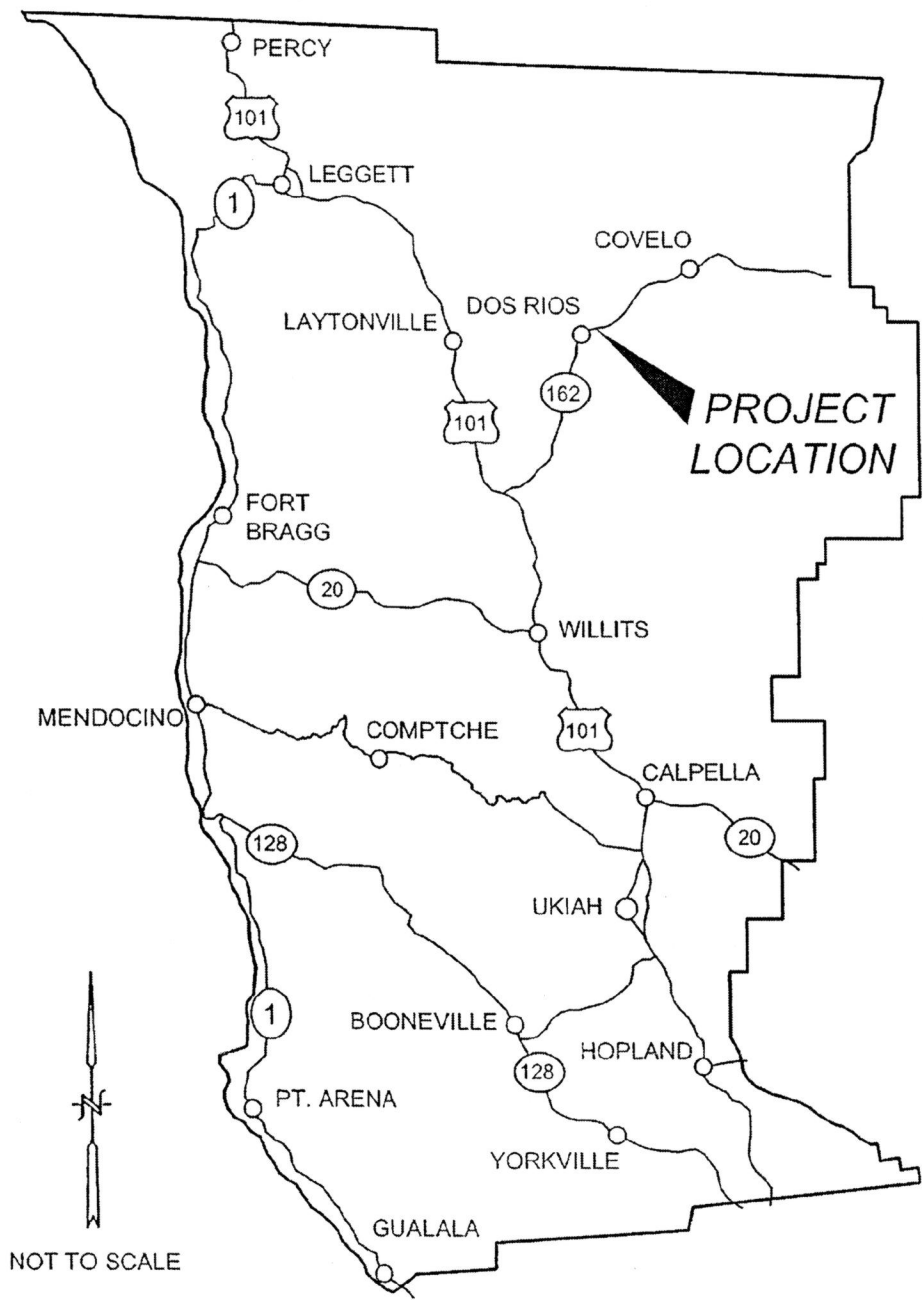 PERCY
101
LEGGETT
1
COVELO
DOS RIOS
LAYTONVILLE
162
101
PROJECT
LOCATION
FORT
BRAGG
20
WILLITS
MENDOCINO
COMPTCHE
101
CALPELLA
20
128
UKIAH
1
BOONEVILLE
HOPLAND
128
PT. ARENA
YORKVILLE
N
GUALALA
NOT TO SCALE